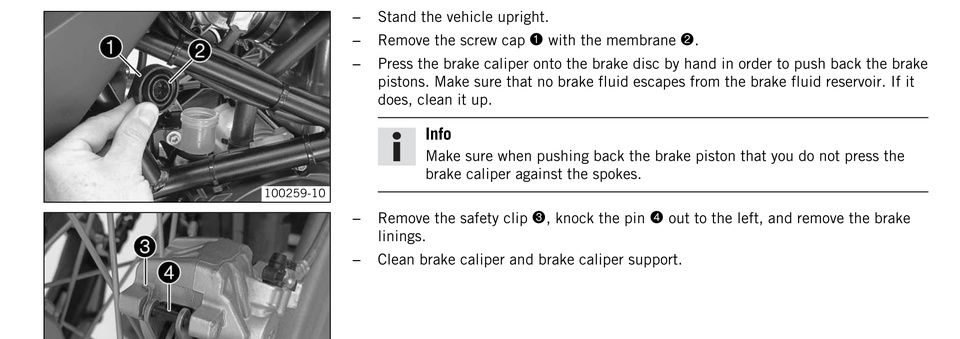 – Stand the vehicle upright.
– Remove the screw cap ❶ with the membrane ❷.
– Press the brake caliper onto the brake disc by hand in order to push back the brake
pistons. Make sure that no brake fluid escapes from the brake fluid reservoir. If it
does, clean it up.
Info
Make sure when pushing back the brake piston that you do not press the
brake caliper against the spokes.
❶ ❷
100259-10
– Remove the safety clip ❸, knock the pin ❹ out to the left, and remove the brake
linings.
– Clean brake caliper and brake caliper support.
❸
❹